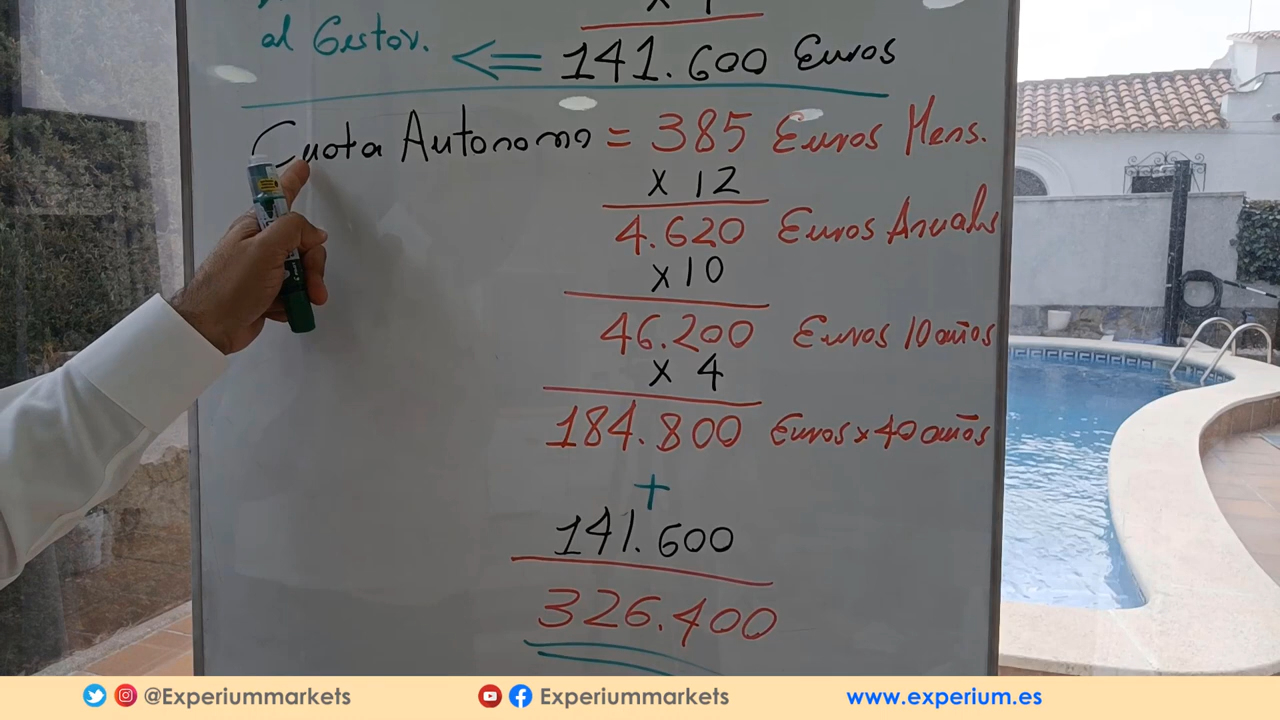 x 4
al Gestor.
<= 141.600 Euros
Cuota Autonomo = 385 Euros Mens.
x 12
4.620 Euros Anuales
x 10
46.200 Euros 10 años
x 4
184.800 Euros x 40 años
+
141.600
326.400
@Experiummarkets
Experiummarkets
www.experium.es